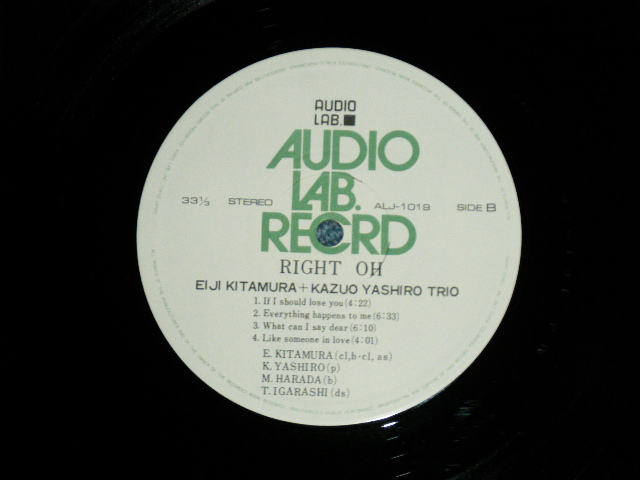 AUDIO
LAB.
AUDIO
LAB.
RECRD
33⅓ STEREO ALJ-1019 SIDE B
RIGHT OH
EIJI KITAMURA+KAZUO YASHIRO TRIO
1. If I should lose you(4:22)
2. Everything happens to me(6:33)
3. What can I say dear(6:10)
4. Like someone in love(4:01)
E. KITAMURA(cl,b-cl, as)
K. YASHIRO(p)
M. HARADA(b)
T. IGARASHI(ds)